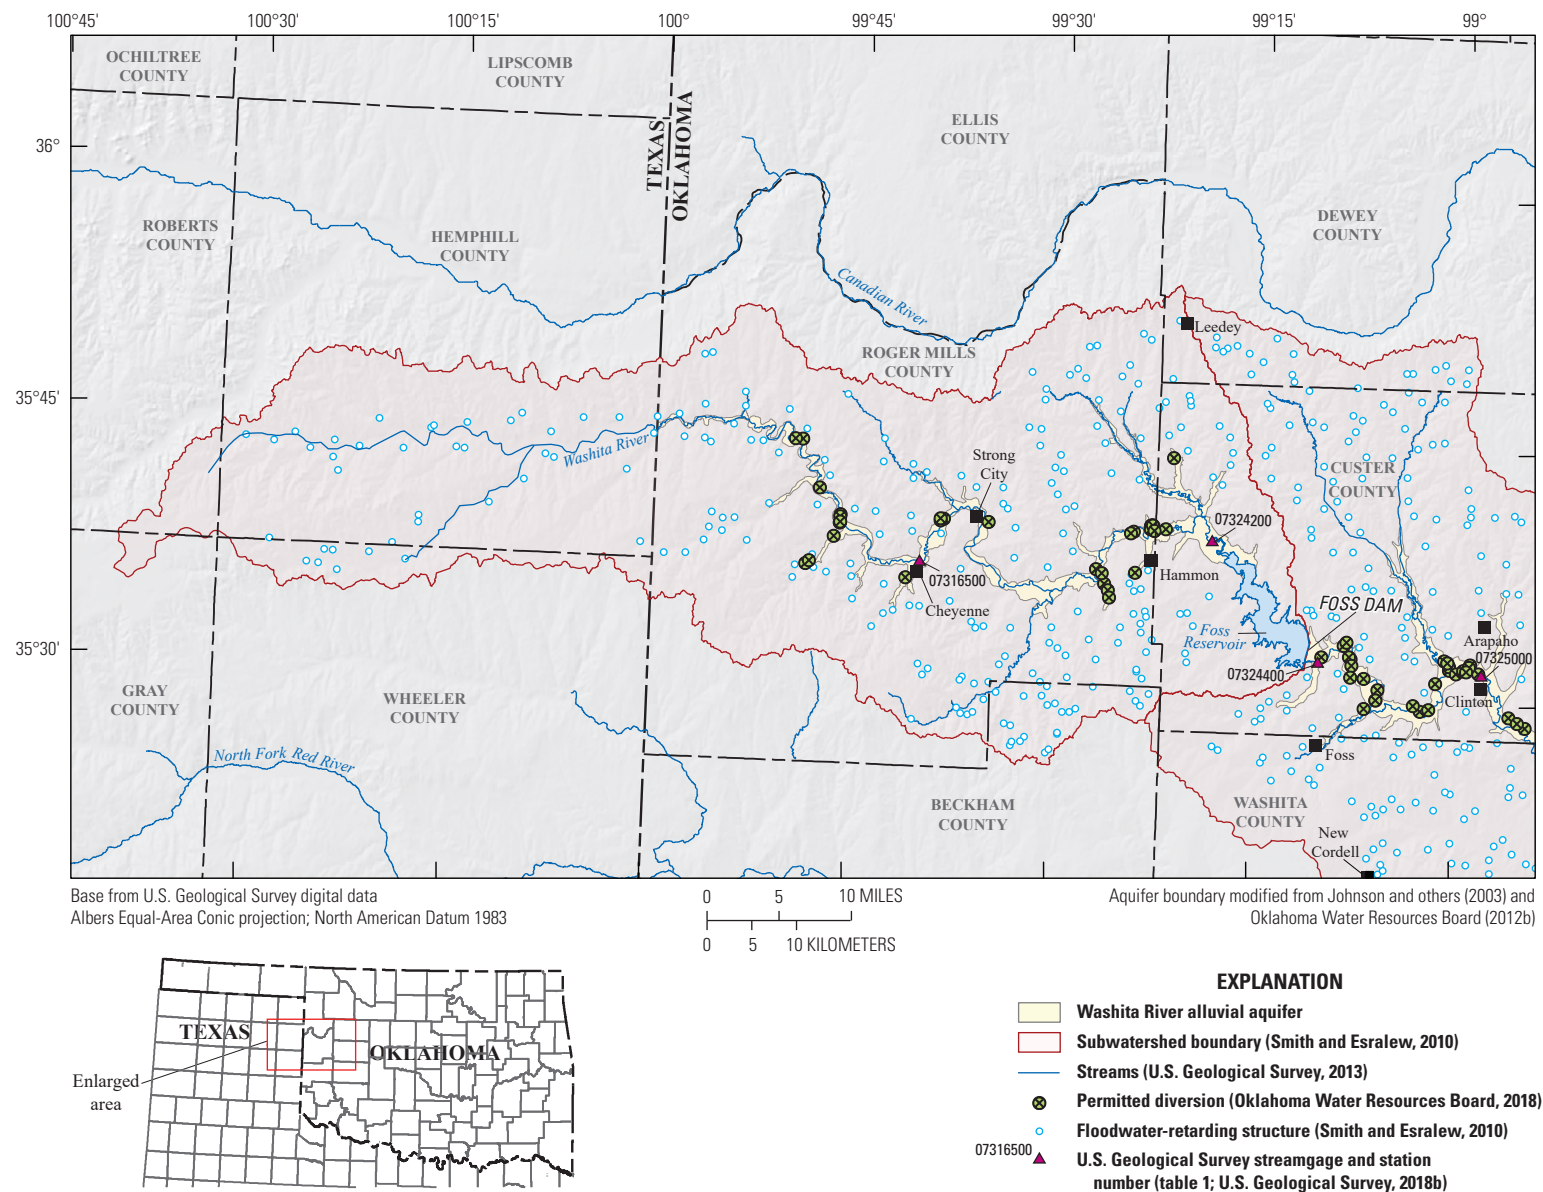 100°45'
100°30'
100°15'
100°
99°45'
99°30'
99°15'
99°
OCHILTREE
COUNTY
LIPSCOMB
COUNTY
ELLIS
COUNTY
TEXAS
OKLAHOMA
36°
ROBERTS
COUNTY
HEMPHILL
COUNTY
DEWEY
COUNTY
Canadian River
Leedey
ROGER MILLS
COUNTY
35°45'
Washita River
Strong
City
CUSTER
COUNTY
07324200
07316500
Hammon
Cheyenne
FOSS DAM
Foss
Reservoir
Arapaho
07325000
35°30'
07324400
GRAY
COUNTY
WHEELER
COUNTY
Clinton
North Fork Red River
Foss
BECKHAM
COUNTY
WASHITA
COUNTY
New
Cordell
Base from U.S. Geological Survey digital data
Albers Equal-Area Conic projection; North American Datum 1983
0 5 10 MILES
0 5 10 KILOMETERS
Aquifer boundary modified from Johnson and others (2003) and
Oklahoma Water Resources Board (2012b)
TEXAS
OKLAHOMA
Enlarged
area
EXPLANATION
Washita River alluvial aquifer
Subwatershed boundary (Smith and Esralew, 2010)
Streams (U.S. Geological Survey, 2013)
Permitted diversion (Oklahoma Water Resources Board, 2018)
Floodwater-retarding structure (Smith and Esralew, 2010)
07316500
U.S. Geological Survey streamgage and station
number (table 1; U.S. Geological Survey, 2018b)